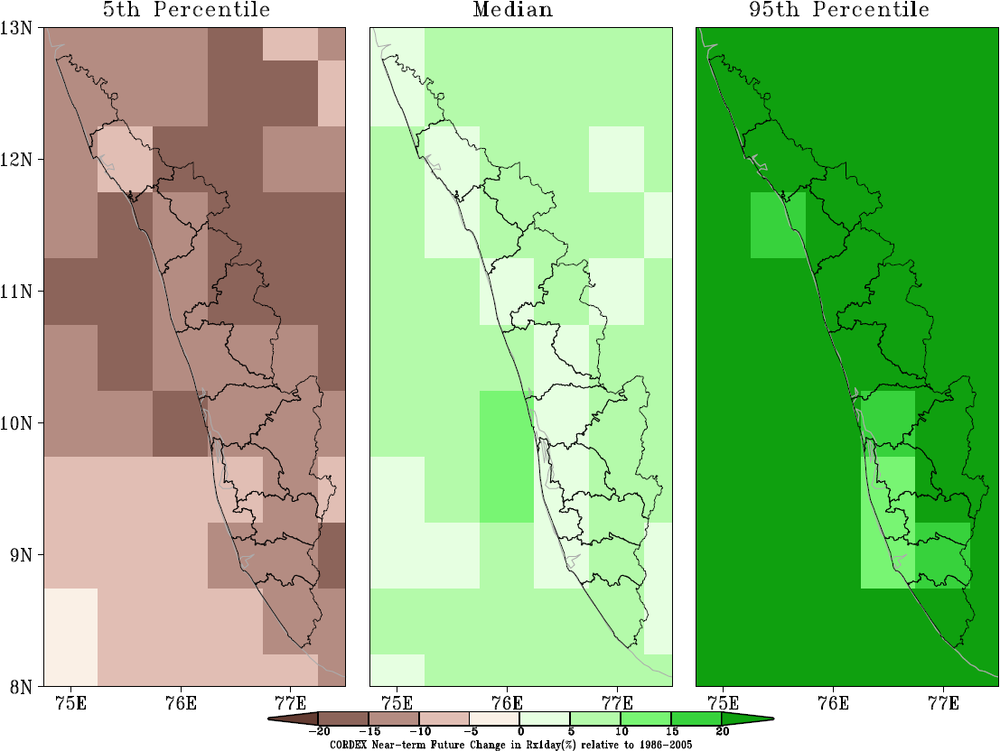 5th Percentile Median 95th Percentile
13N
12N
11N
10N
9N
8N
75E 76E 77E 75E 76E 77E 75E 76E 77E
-20 -15 -10 -5 0 5 10 15 20
CORDEX Near-term Future Change in Rx1day(%) relative to 1986-2005